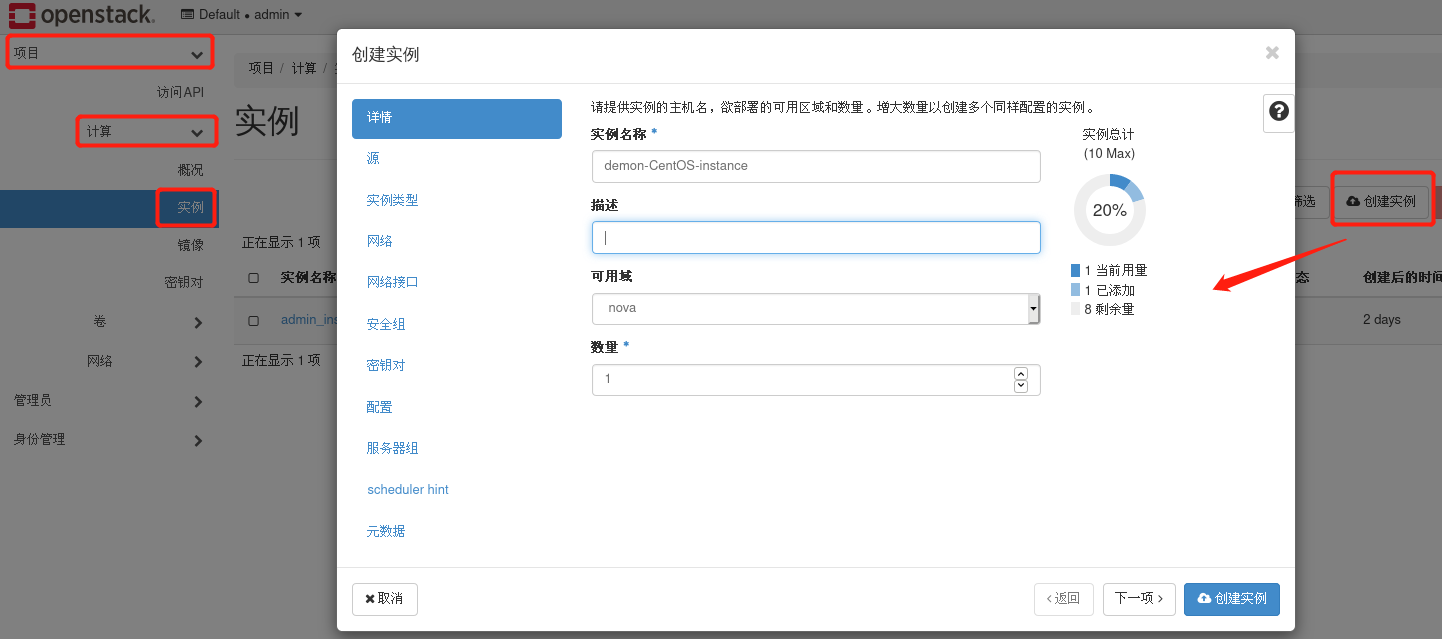 openstack.
Default • admin
项目
访问API
计算
概况
实例
镜像
密钥对
卷
网络
管理员
身份管理
项目 / 计算 /
实例
筛选
创建实例
正在显示 1 项
实例名称
创建后的时间
admin_ins
2 days
正在显示 1 项
创建实例
详情
源
实例类型
网络
网络接口
安全组
密钥对
配置
服务器组
scheduler hint
元数据
请提供实例的主机名，欲部署的可用区域和数量。增大数量以创建多个同样配置的实例。
实例名称 *
demon-CentOS-instance
描述
可用域
nova
数量 *
1
实例总计
(10 Max)
20%
1 当前用量
1 已添加
8 剩余量
取消
‹ 返回
下一项 ›
创建实例